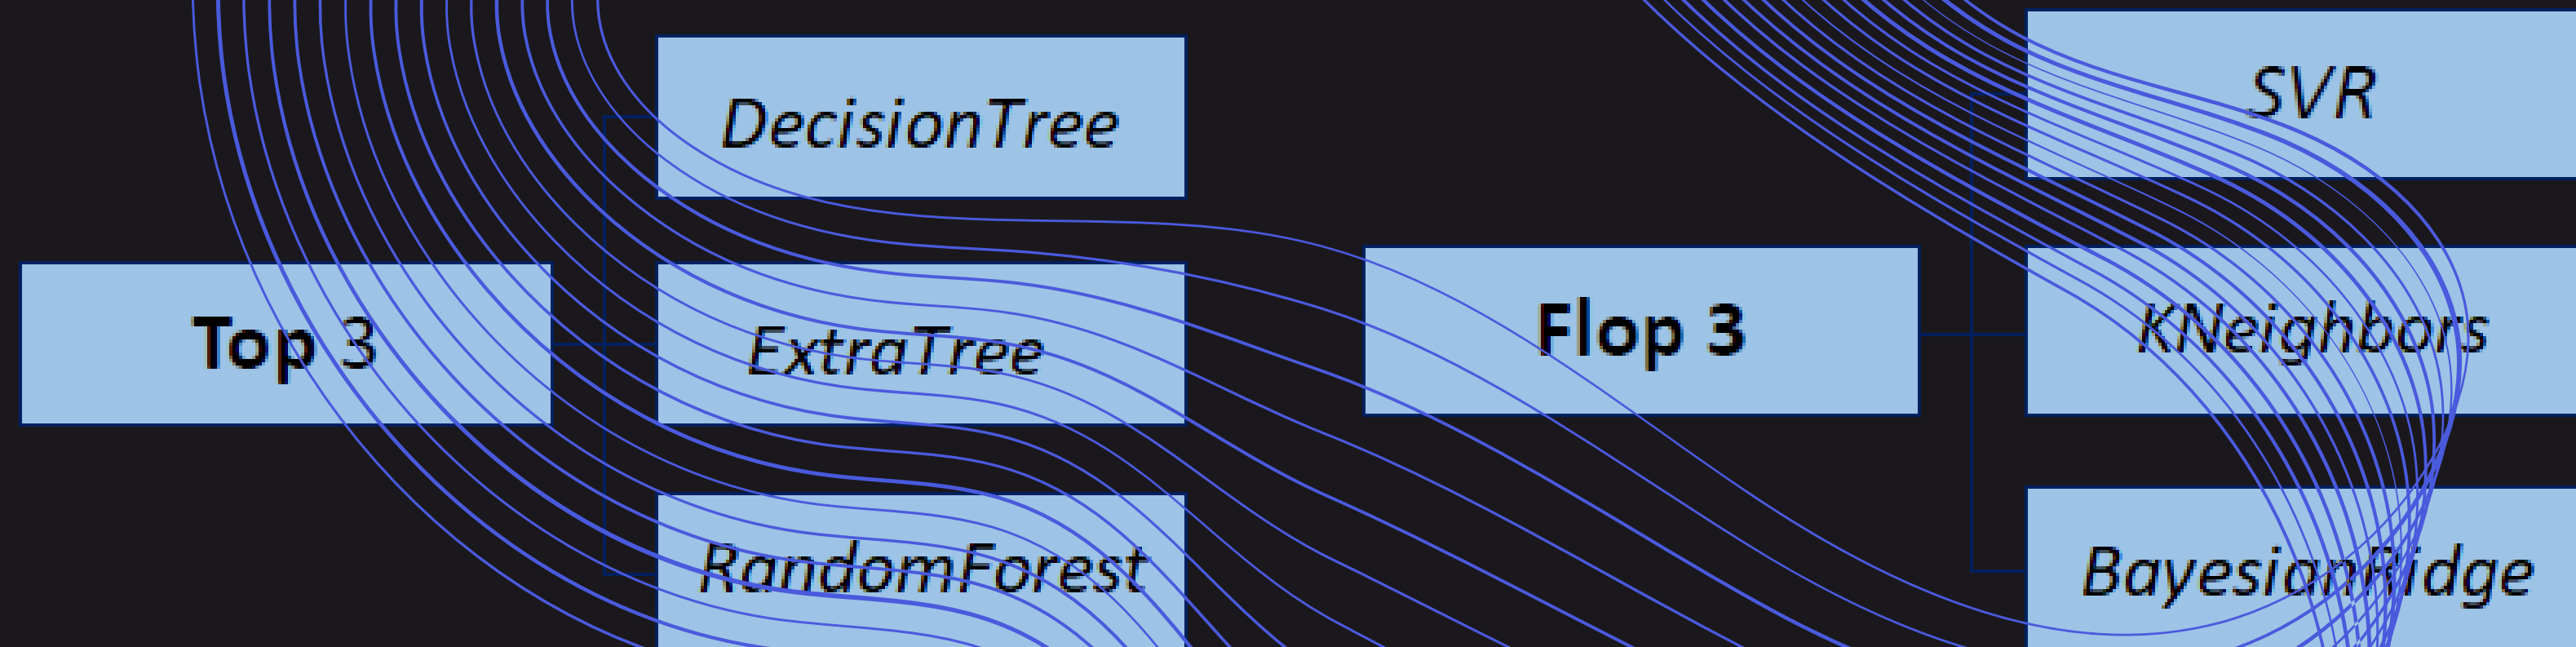 Top 3
DecisionTree
ExtraTree
RandomForest
Flop 3
SVR
KNeighbors
BayesianRidge